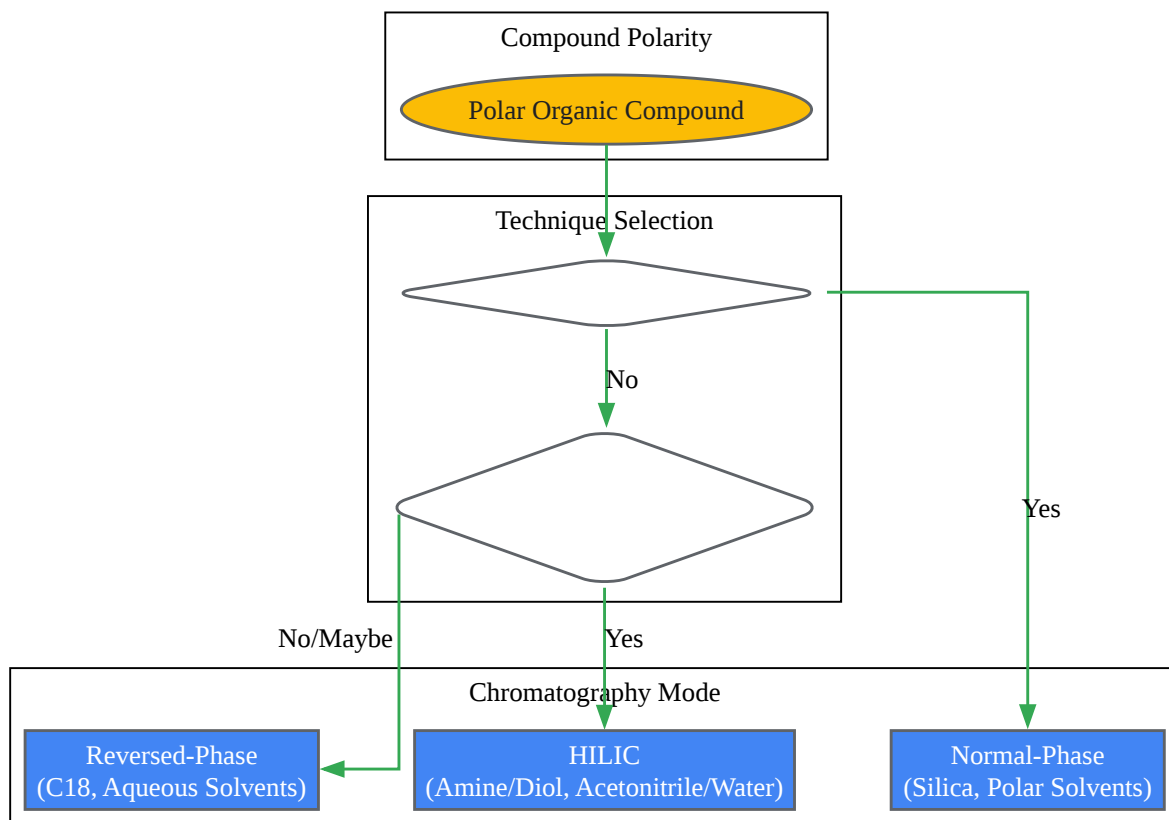 Compound Polarity
Polar Organic Compound
Technique Selection
No
Yes
No/Maybe
Yes
Chromatography Mode
Reversed-Phase
(C18, Aqueous Solvents)
HILIC
(Amine/Diol, Acetonitrile/Water)
Normal-Phase
(Silica, Polar Solvents)